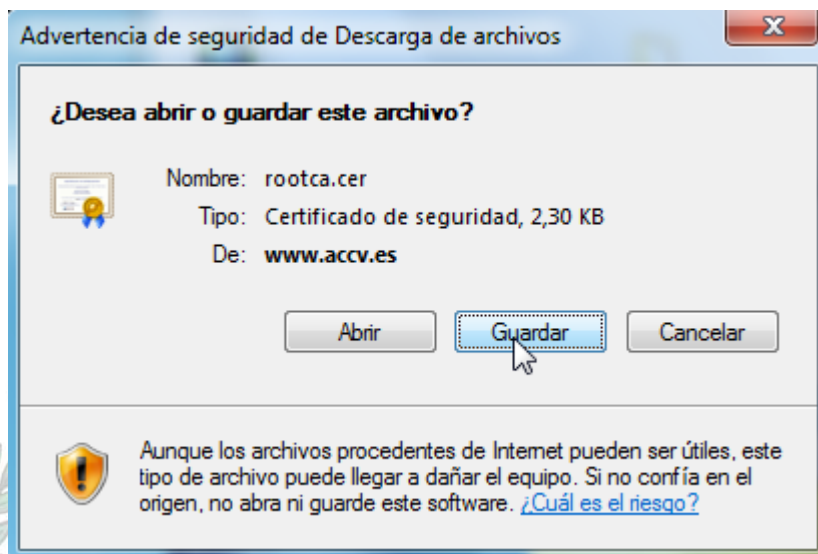 Advertencia de seguridad de Descarga de archivos
¿Desea abrir o guardar este archivo?
Nombre: rootca.cer
Tipo: Certificado de seguridad, 2,30 KB
De: www.accv.es
Abrir Guardar Cancelar
Aunque los archivos procedentes de Internet pueden ser útiles, este
tipo de archivo puede llegar a dañar el equipo. Si no confía en el
origen, no abra ni guarde este software. ¿Cuál es el riesgo?